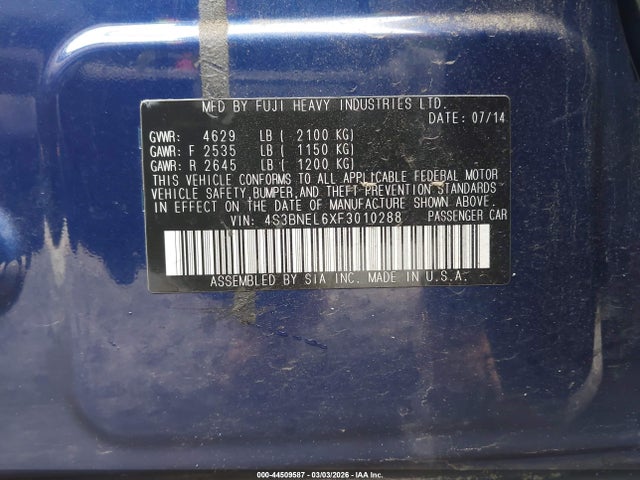 MFD BY FUJI HEAVY INDUSTRIES LTD.
DATE: 07/14
GVWR: 4629 LB ( 2100 KG)
GAWR: F 2535 LB ( 1150 KG)
GAWR: R 2645 LB ( 1200 KG)
THIS VEHICLE CONFORMS TO ALL APPLICABLE FEDERAL MOTOR
VEHICLE SAFETY, BUMPER, AND THEFT PREVENTION STANDARDS
IN EFFECT ON THE DATE OF MANUFACTURE SHOWN ABOVE.
VIN: 4S3BNEL6XF3010288 PASSENGER CAR
ASSEMBLED BY SIA INC. MADE IN U.S.A.
000-44509587 - 03/03/2026 - IAAI.COM